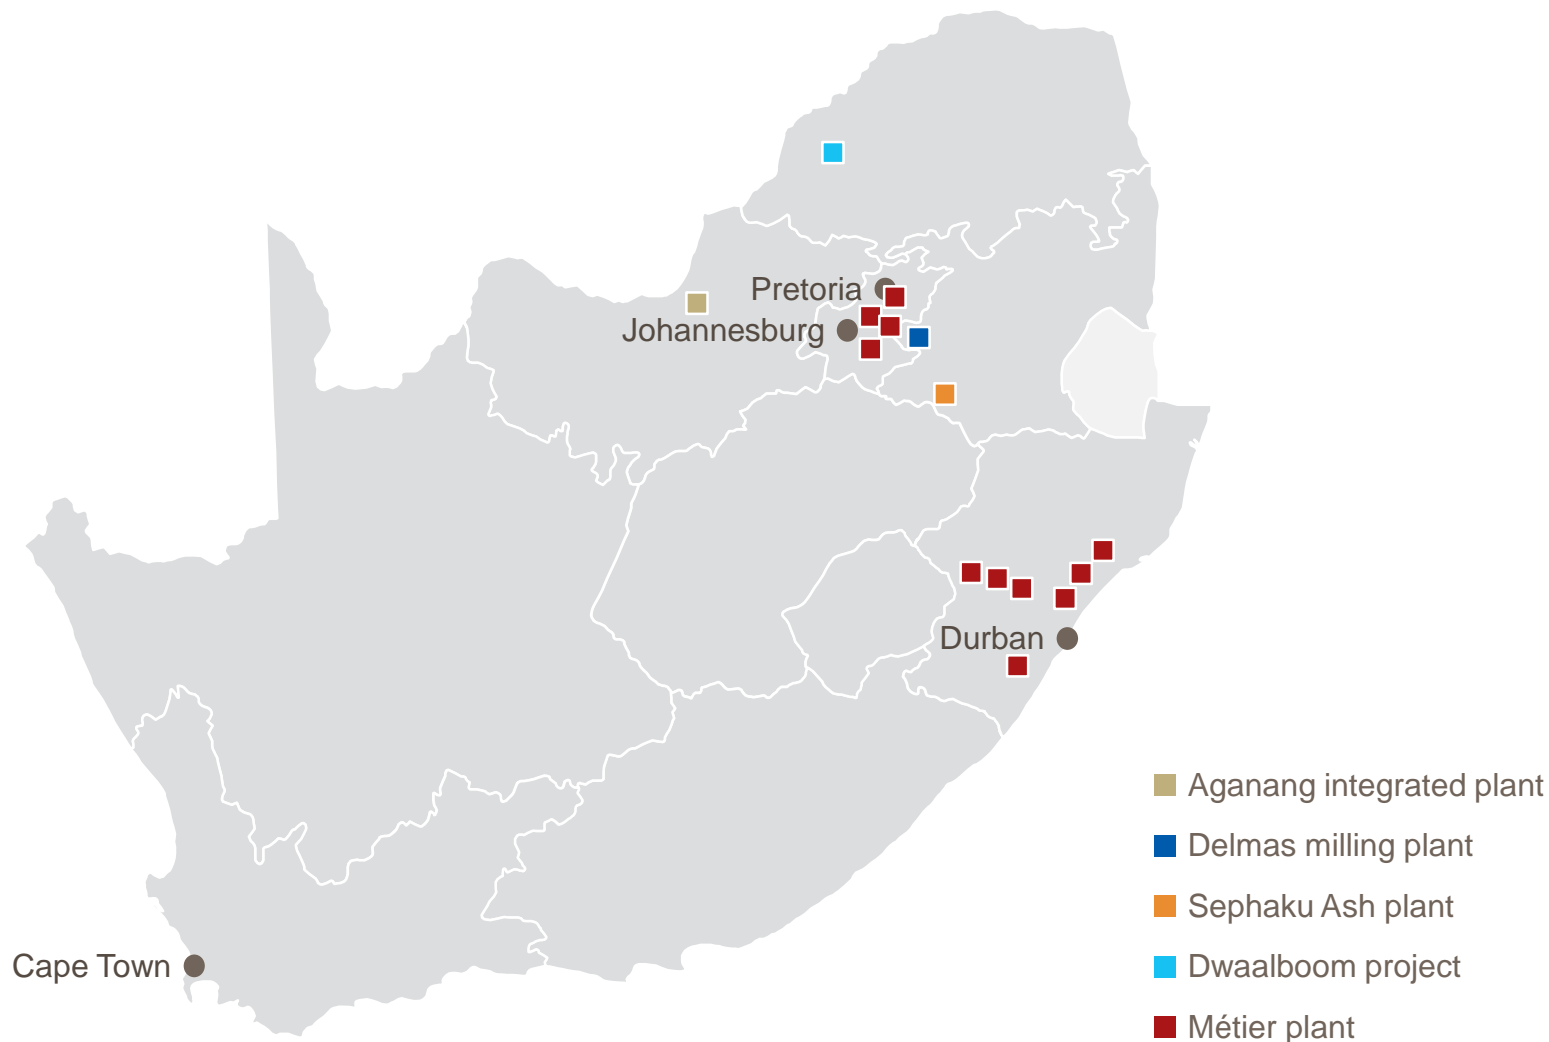 Pretoria
Johannesburg
Durban
Cape Town
Aganang integrated plant
Delmas milling plant
Sephaku Ash plant
Dwaalboom project
Métier plant